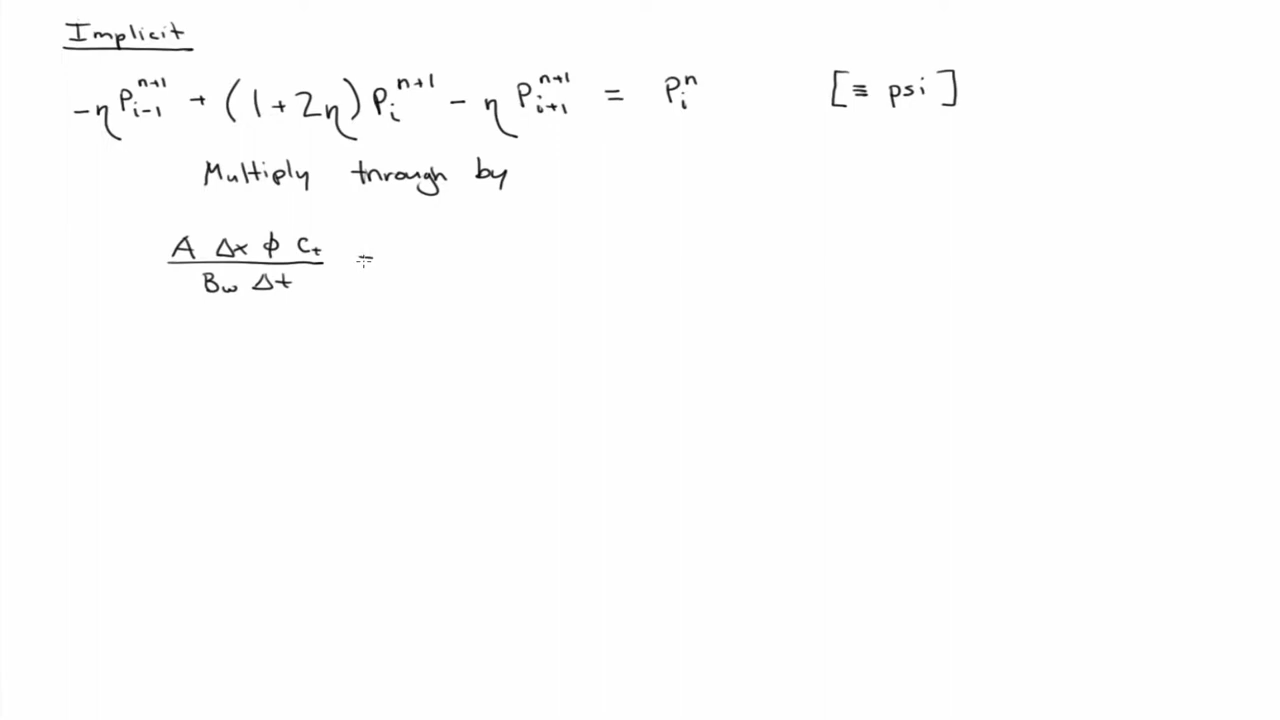 Implicit
-η P_{i-1}^{n+1} + (1 + 2η) P_i^{n+1} - η P_{i+1}^{n+1} = P_i^n [≡ psi]
Multiply through by
\frac{A Δx φ C_t}{B_w Δt} =